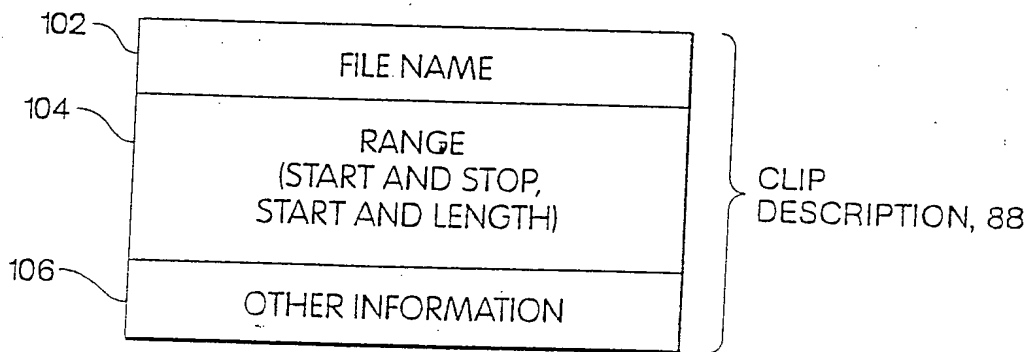 102
FILE NAME
104
RANGE
(START AND STOP,
START AND LENGTH)
CLIP
DESCRIPTION, 88
106
OTHER INFORMATION